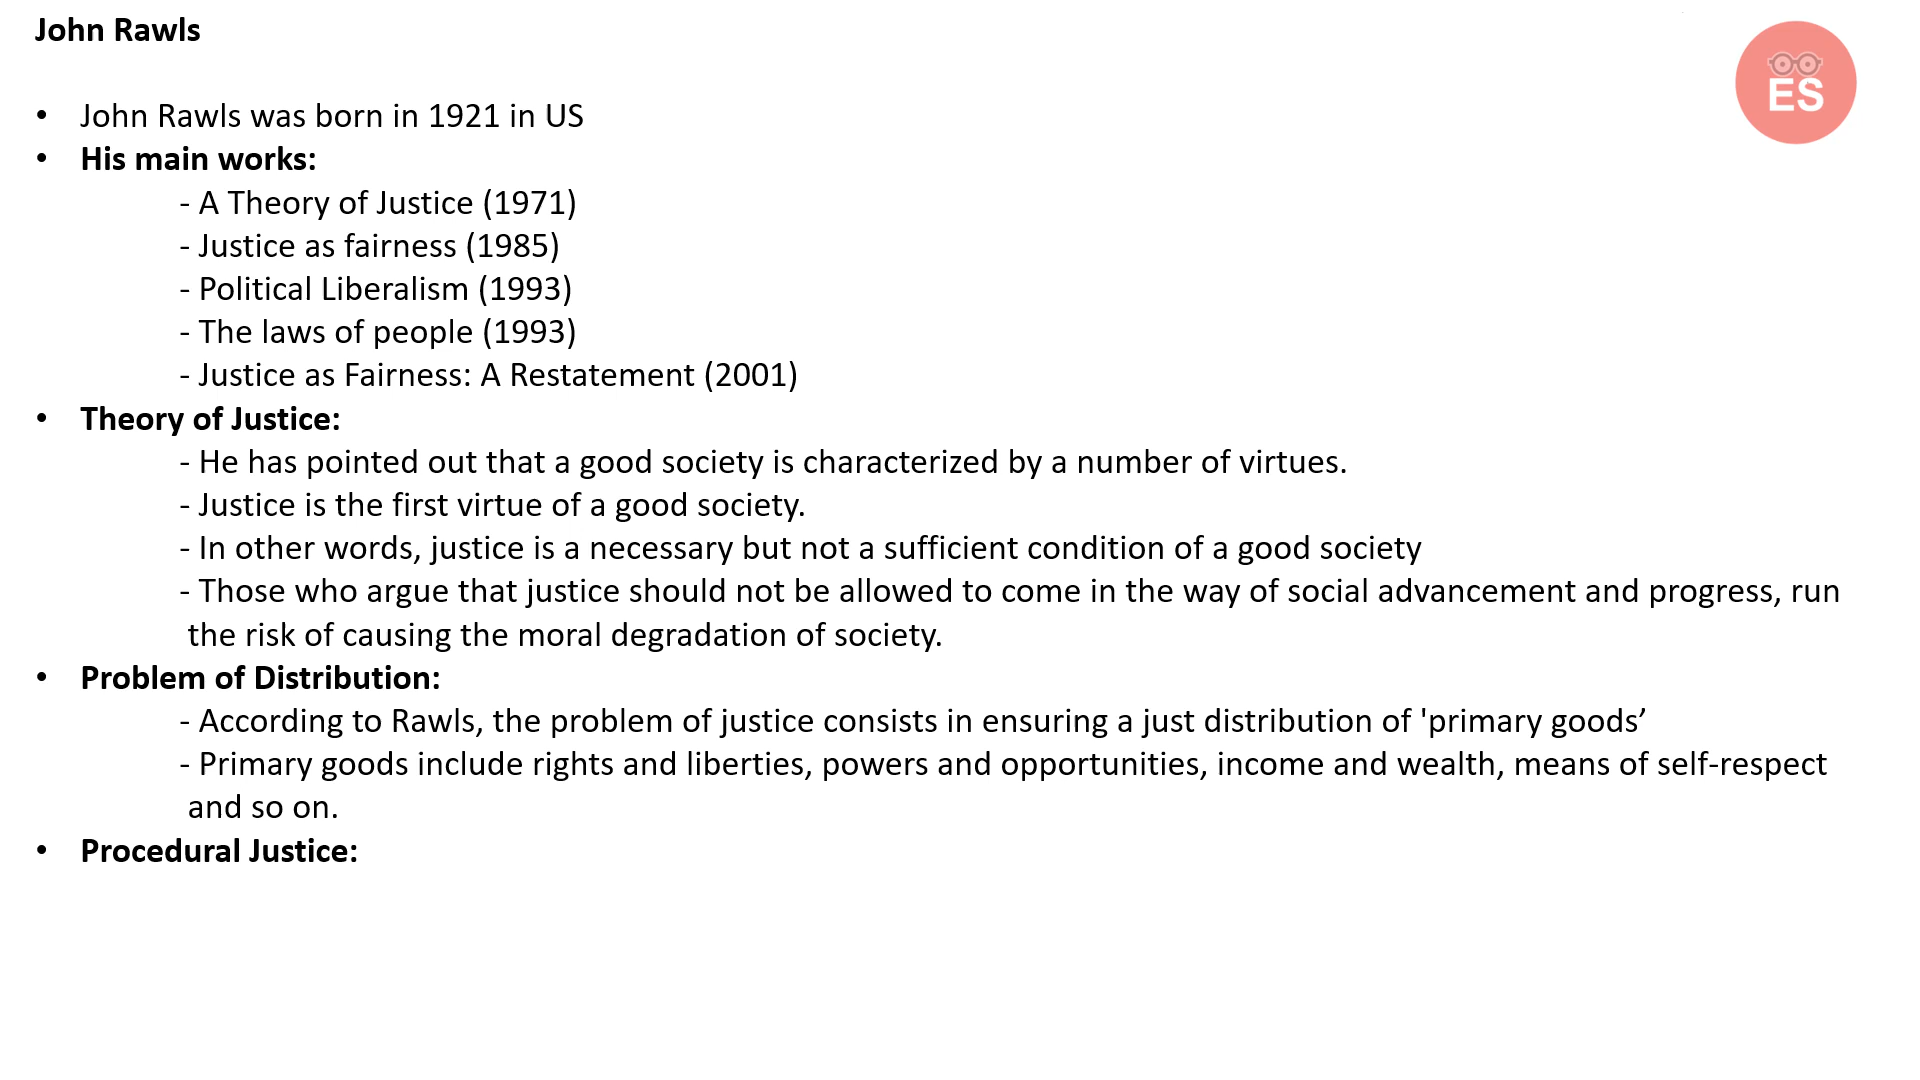 John Rawls
ES
• John Rawls was born in 1921 in US
• His main works:
- A Theory of Justice (1971)
- Justice as fairness (1985)
- Political Liberalism (1993)
- The laws of people (1993)
- Justice as Fairness: A Restatement (2001)
• Theory of Justice:
- He has pointed out that a good society is characterized by a number of virtues.
- Justice is the first virtue of a good society.
- In other words, justice is a necessary but not a sufficient condition of a good society
- Those who argue that justice should not be allowed to come in the way of social advancement and progress, run
the risk of causing the moral degradation of society.
• Problem of Distribution:
- According to Rawls, the problem of justice consists in ensuring a just distribution of 'primary goods’
- Primary goods include rights and liberties, powers and opportunities, income and wealth, means of self-respect
and so on.
• Procedural Justice: